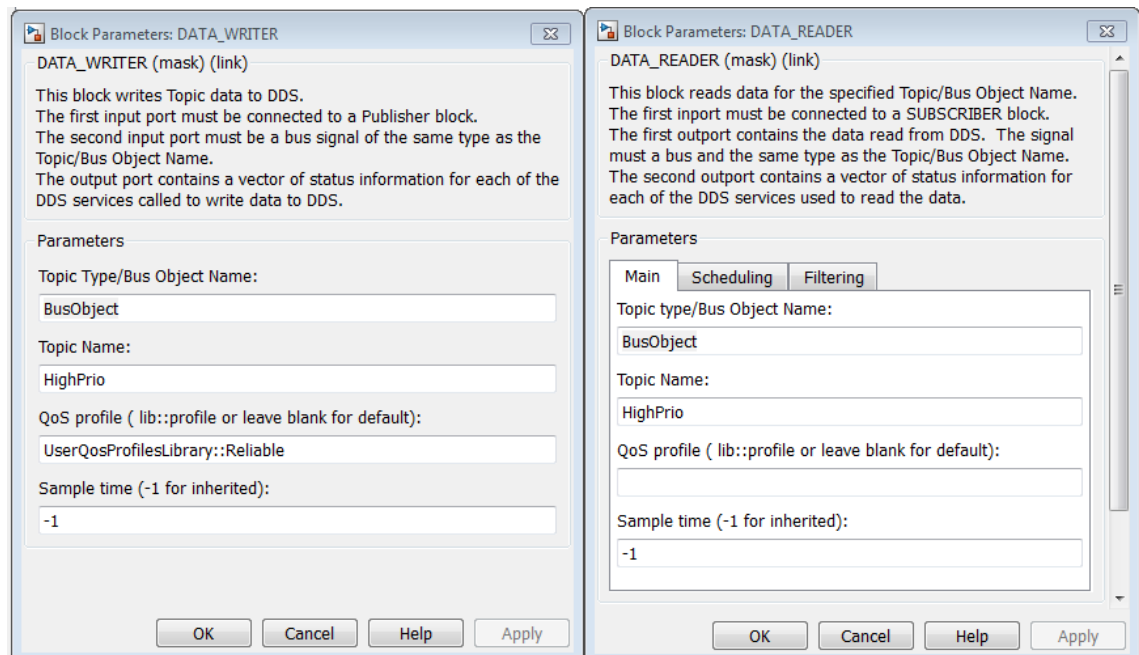 Block Parameters: DATA_WRITER
DATA_WRITER (mask) (link)
This block writes Topic data to DDS.
The first input port must be connected to a Publisher block.
The second input port must be a bus signal of the same type as the
Topic/Bus Object Name.
The output port contains a vector of status information for each of the
DDS services called to write data to DDS.
Parameters
Topic Type/Bus Object Name:
BusObject
Topic Name:
HighPrio
QoS profile ( lib::profile or leave blank for default):
UserQosProfilesLibrary::Reliable
Sample time (-1 for inherited):
-1
OK
Cancel
Help
Apply
Block Parameters: DATA_READER
DATA_READER (mask) (link)
This block reads data for the specified Topic/Bus Object Name.
The first inport must be connected to a SUBSCRIBER block.
The first outport contains the data read from DDS.  The signal
must a bus and the same type as the Topic/Bus Object Name.
The second outport contains a vector of status information for
each of the DDS services used to read the data.
Parameters
Main
Scheduling
Filtering
Topic type/Bus Object Name:
BusObject
Topic Name:
HighPrio
QoS profile ( lib::profile or leave blank for default):
Sample time (-1 for inherited):
-1
OK
Cancel
Help
Apply